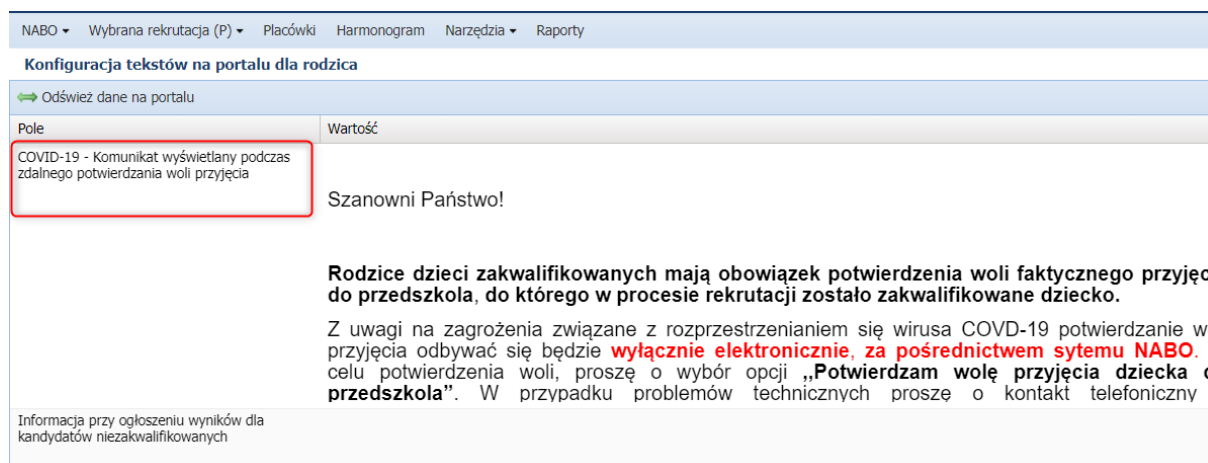 NABO Wybrana rekrutacja (P) Placówki Harmonogram Narzędzia Raporty
Konfiguracja tekstów na portalu dla rodzica
Odśwież dane na portalu
Pole Wartość
COVID-19 - Komunikat wyświetlany podczas
zdalnego potwierdzania woli przyjęcia
Szanowni Państwo!
Rodzice dzieci zakwalifikowanych mają obowiązek potwierdzenia woli faktycznego
do przedszkola, do którego w procesie rekrutacji zostało zakwalifikowane dziecko.
Z uwagi na zagrożenia związane z rozprzestrzenianiem się wirusa COVD-19 potwierdzanie
przyjęcia odbywać się będzie wyłącznie elektronicznie, za pośrednictwem sytemu NABO.
celu potwierdzenia woli, proszę o wybór opcji ,,Potwierdzam wolę przyjęcia dziecka
przedszkola”. W przypadku problemów technicznych proszę o kontakt telefoniczny
Informacja przy ogłoszeniu wyników dla
kandydatów niezakwalifikowanych